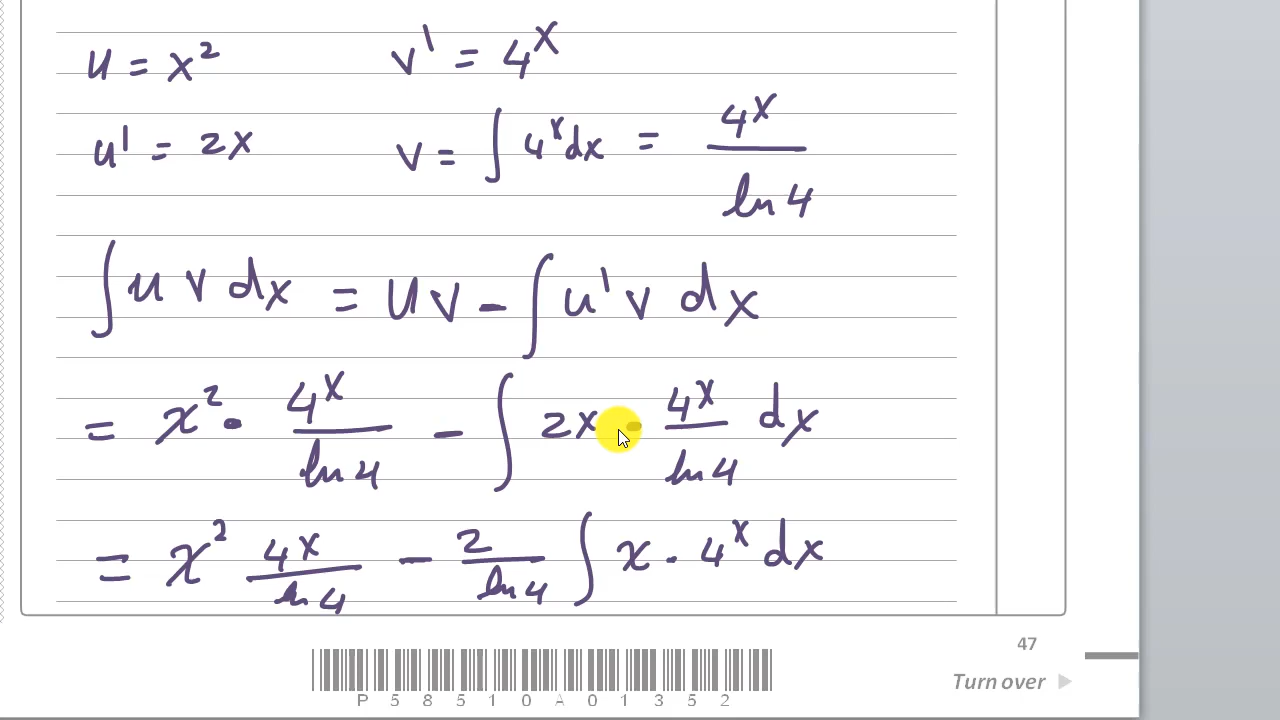 u = x² v' = 4ˣ
u' = 2x v = ∫ 4ˣ dx = 4ˣ / ln 4
∫ u v dx = u v - ∫ u' v dx
= x² · 4ˣ / ln 4 - ∫ 2x · 4ˣ / ln 4 dx
= x² 4ˣ / ln 4 - 2 / ln 4 ∫ x · 4ˣ dx
47
P 5 8 5 1 0 A 0 1 3 5 2
Turn over